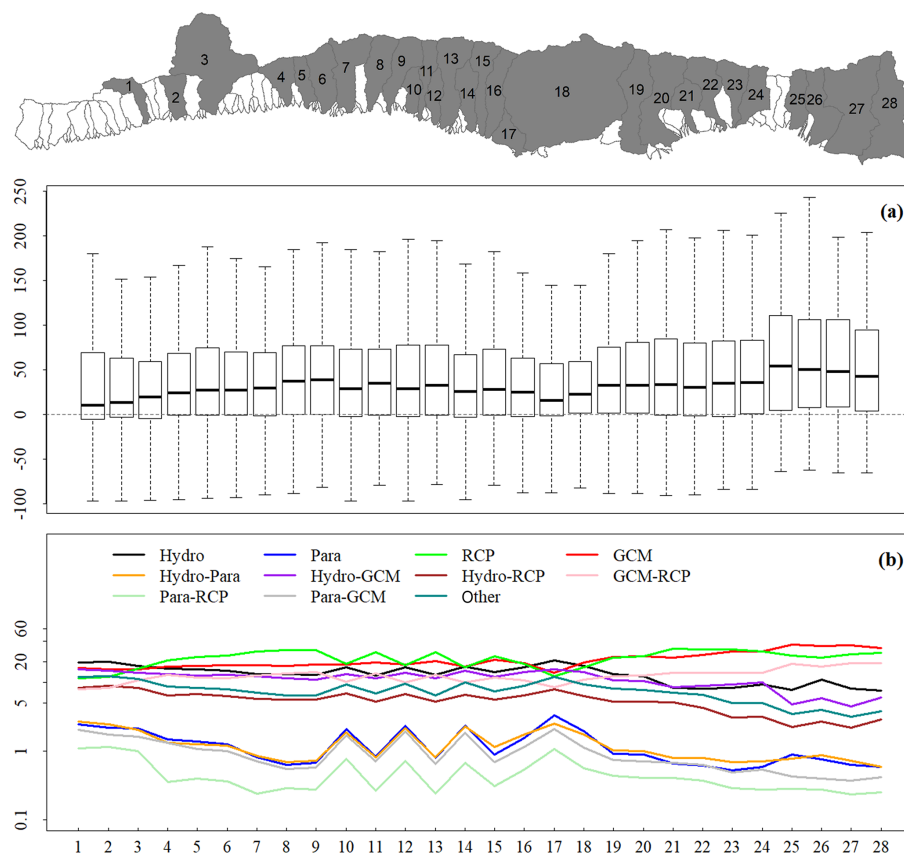 1 2 3 4 5 6 7 8 9 10 11 12 13 14 15 16 17 18 19 20 21 22 23 24 25 26 27 28
(a)
250
200
150
100
50
0
-50
-100
(b)
Hydro Para RCP GCM
Hydro-Para Hydro-GCM Hydro-RCP GCM-RCP
Para-RCP Para-GCM Other
60
20
5
1
0.1
1 2 3 4 5 6 7 8 9 10 11 12 13 14 15 16 17 18 19 20 21 22 23 24 25 26 27 28